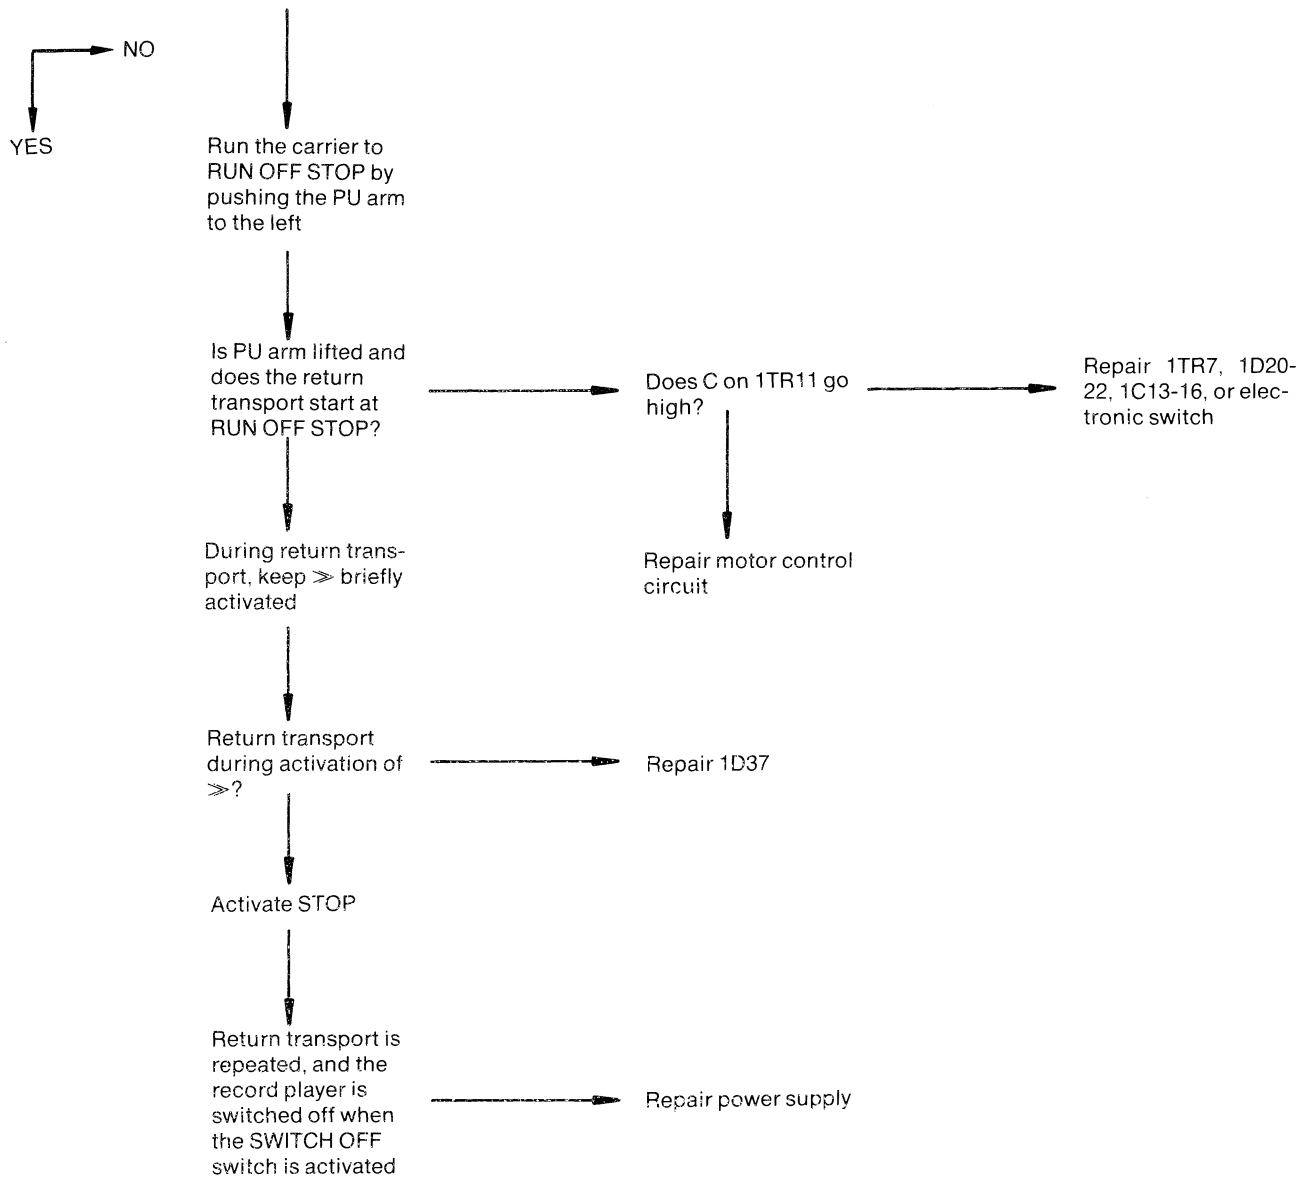 NO
YES
Run the carrier to
RUN OFF STOP by
pushing the PU arm
to the left
Is PU arm lifted and
does the return
transport start at
RUN OFF STOP?
Does C on 1TR11 go
high?
Repair 1TR7, 1D20-
22, 1C13-16, or elec-
tronic switch
During return trans-
port, keep ≫ briefly
activated
Repair motor control
circuit
Return transport
during activation of
≫?
Repair 1D37
Activate STOP
Return transport is
repeated, and the
record player is
switched off when
the SWITCH OFF
switch is activated
Repair power supply